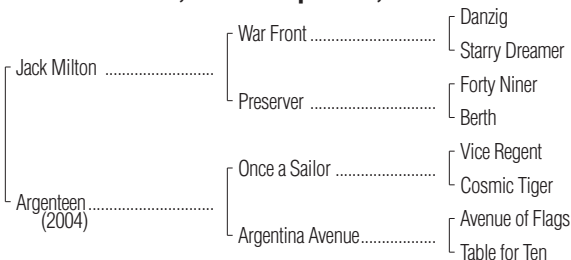 Jack Milton ........................
War Front ............................
Danzig
Starry Dreamer
Preserver ............................
Forty Niner
Berth
Argenteen ............................
(2004)
Once a Sailor ......................
Vice Regent
Cosmic Tiger
Argentina Avenue .................
Avenue of Flags
Table for Ten